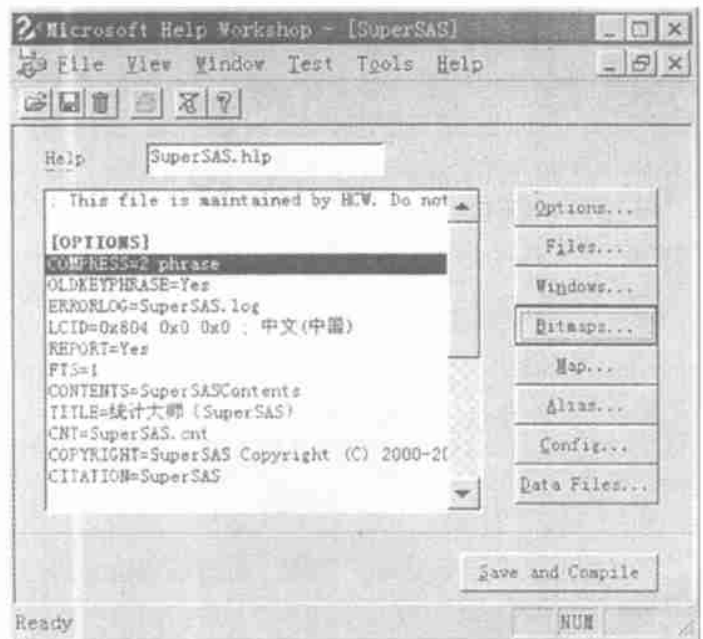 Microsoft Help Workshop - [SuperSAS]
File View Window Test Tools Help
Help SuperSAS.hlp
; This file is maintained by HCW. Do not
[OPTIONS]
COMPRESS=2 phrase
OLDKEYPHRASE=Yes
ERRORLOG=SuperSAS.log
LCID=0x804 0x0 0x0 ; 中文(中国)
REPORT=Yes
FTS=1
CONTENTS=SuperSASContents
TITLE=统计大师（SuperSAS）
CNT=SuperSAS.cnt
COPYRIGHT=SuperSAS Copyright (C) 2000-20
CITATION=SuperSAS
Options...
Files...
Windows...
Bitmaps...
Map...
Alias...
Config...
Data Files...
Save and Compile
Ready NUM